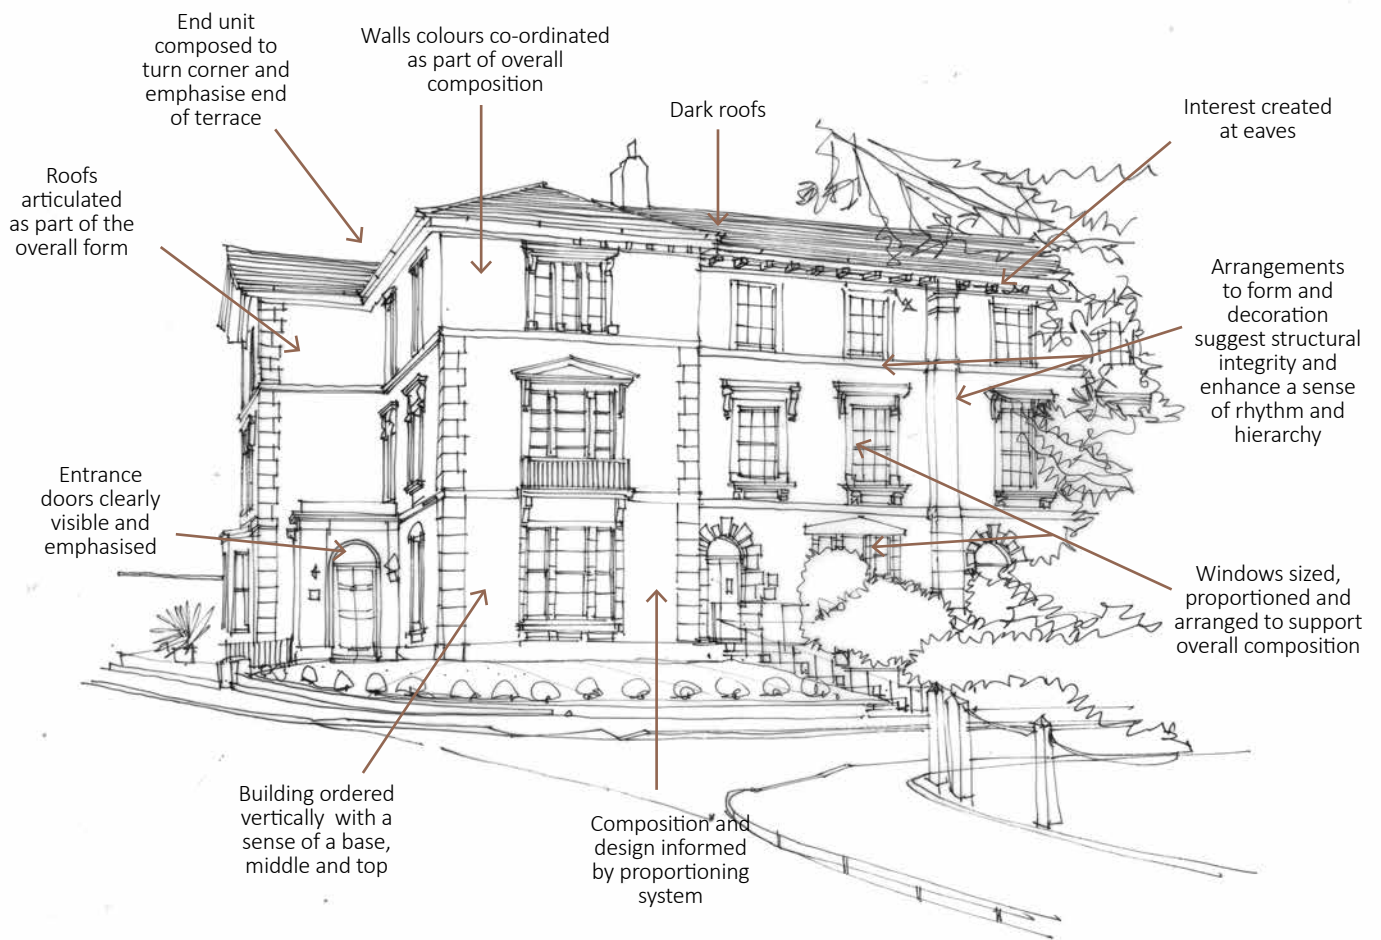 End unit
composed to
turn corner and
emphasise end
of terrace
Walls colours co-ordinated
as part of overall
composition
Dark roofs
Interest created
at eaves
Roofs
articulated
as part of the
overall form
Arrangements
to form and
decoration
suggest structural
integrity and
enhance a sense
of rhythm and
hierarchy
Entrance
doors clearly
visible and
emphasised
Windows sized,
proportioned and
arranged to support
overall composition
Building ordered
vertically with a
sense of a base,
middle and top
Composition and
design informed
by proportioning
system